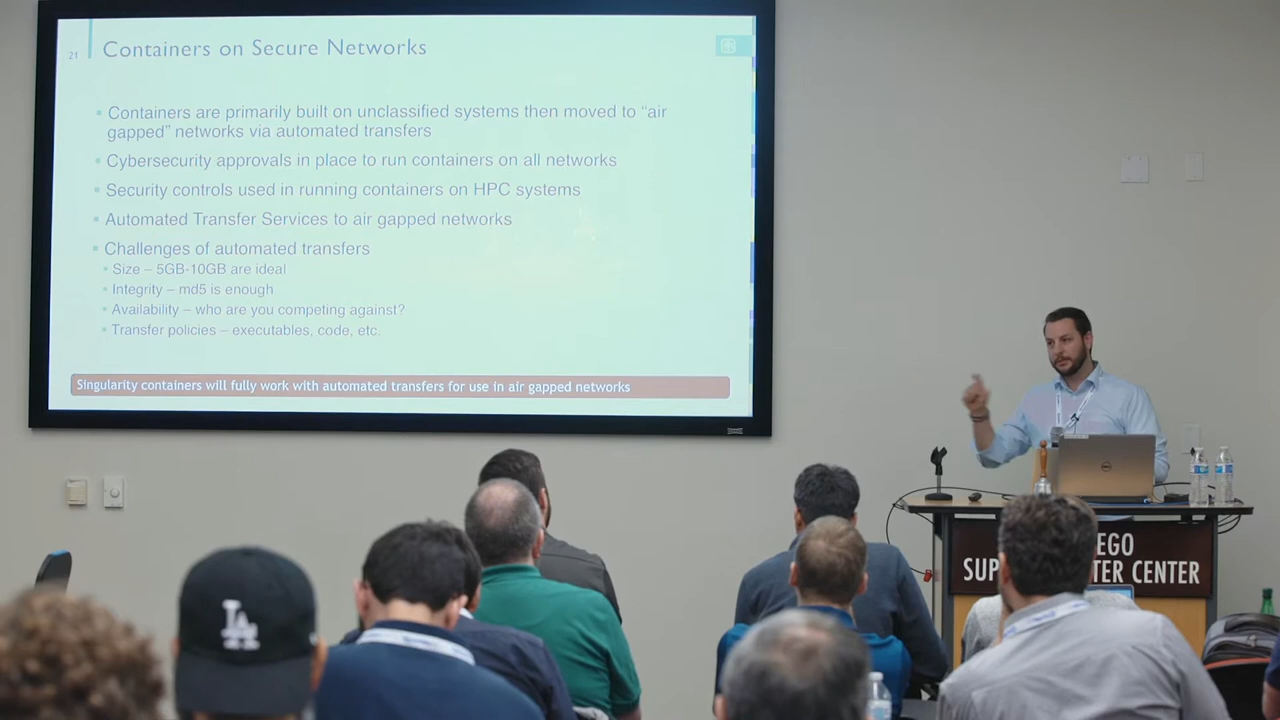 21
Containers on Secure Networks
Containers are primarily built on unclassified systems then moved to “air
gapped” networks via automated transfers
Cybersecurity approvals in place to run containers on all networks
Security controls used in running containers on HPC systems
Automated Transfer Services to air gapped networks
Challenges of automated transfers
Size – 5GB-10GB are ideal
Integrity – md5 is enough
Availability – who are you competing against?
Transfer policies – executables, code, etc.
Singularity containers will fully work with automated transfers for use in air gapped networks
LA
EGO
SUP TER CENTER